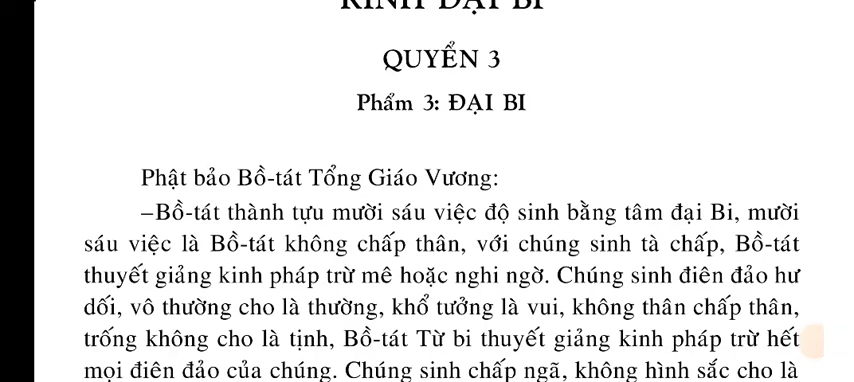 KINH ĐẠI BI
QUYỂN 3
Phẩm 3: ĐẠI BI
Phật bảo Bồ-tát Tổng Giáo Vương:
–Bồ-tát thành tựu mười sáu việc độ sinh bằng tâm đại Bi, mười
sáu việc là Bồ-tát không chấp thân, với chúng sinh tà chấp, Bồ-tát
thuyết giảng kinh pháp trừ mê hoặc nghi ngờ. Chúng sinh điên đảo hư
dối, vô thường cho là thường, khổ tưởng là vui, không thân chấp thân,
trống không cho là tịnh, Bồ-tát Từ bi thuyết giảng kinh pháp trừ hết
mọi điên đảo của chúng. Chúng sinh chấp ngã, không hình sắc cho là